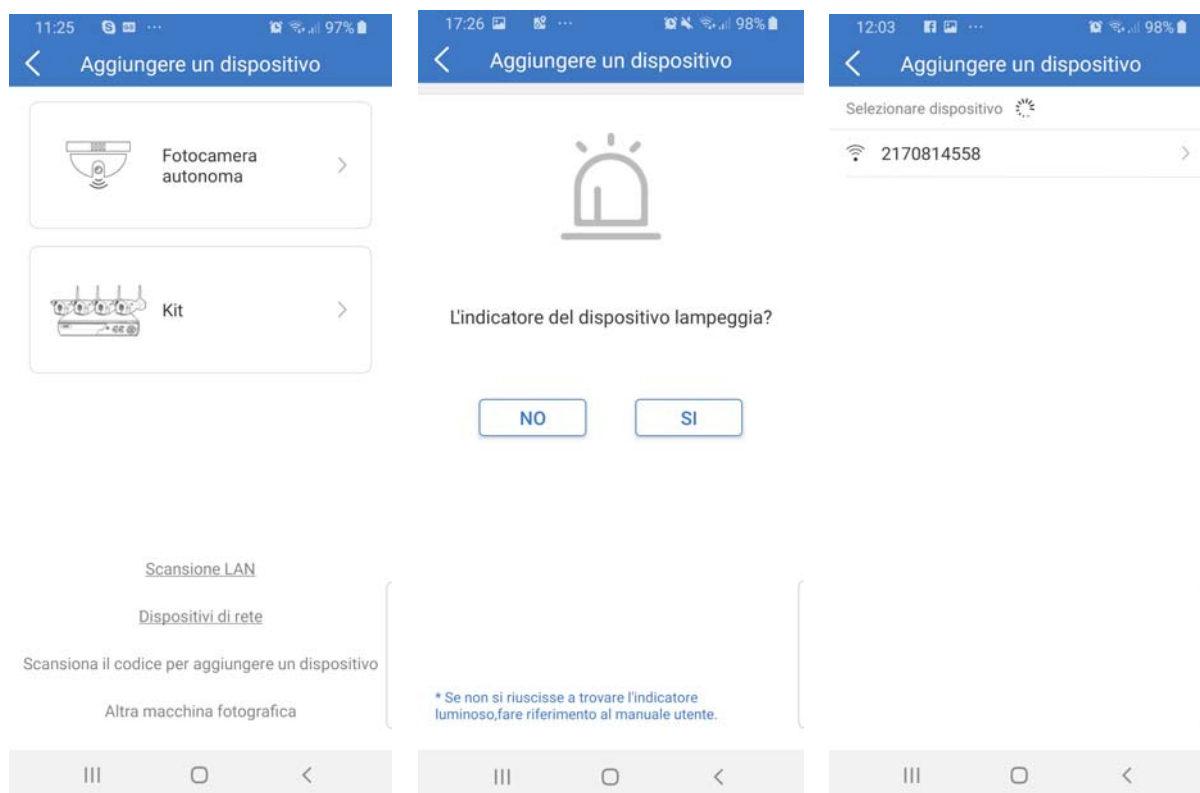 11:25 ... 97%
Aggiungere un dispositivo
Fotocamera
autonoma
Kit
Scansione LAN
Dispositivi di rete
Scansiona il codice per aggiungere un dispositivo
Altra macchina fotografica
17:26 ... 98%
Aggiungere un dispositivo
L'indicatore del dispositivo lampeggia?
NO
SI
* Se non si riuscisse a trovare l'indicatore
luminoso,fare riferimento al manuale utente.
12:03 ... 98%
Aggiungere un dispositivo
Selezionare dispositivo
2170814558